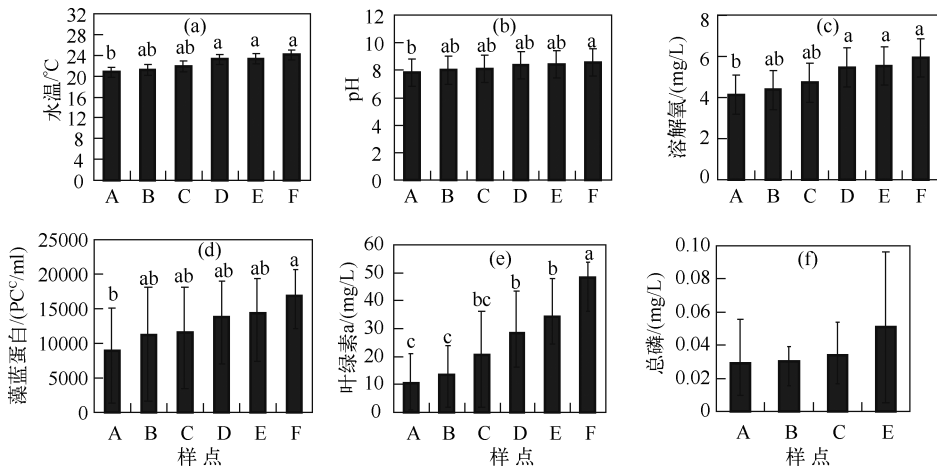 (a)
水温/℃
32
28
24
20
16
12
8
4
0
b ab ab a a a
A B C D E F
(b)
pH
12
10
8
6
4
2
0
b ab ab ab ab a
A B C D E F
(c)
溶解氧/(mg/L)
8
6
4
2
0
b ab ab a a a
A B C D E F
(d)
藻蓝蛋白/(PCᶜ/ml)
25000
20000
15000
10000
5000
0
b ab ab ab ab a
A B C D E F
样点
(e)
叶绿素a/(mg/L)
60
50
40
30
20
10
0
c c bc b b a
A B C D E F
样点
(f)
总磷/(mg/L)
0.10
0.08
0.06
0.04
0.02
0.00
A B C E
样点